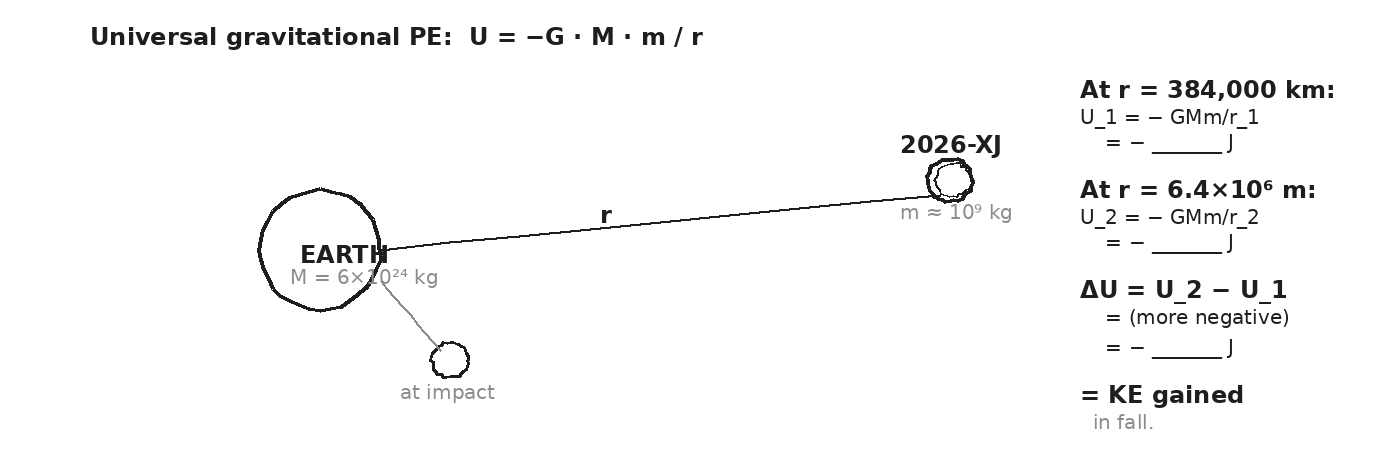 Universal gravitational PE:  U = −G · M · m / r
2026-XJ
m ≈ 10⁹ kg
r
EARTH
M = 6×10²⁴ kg
at impact
At r = 384,000 km:
U_1 = − GMm/r_1
= − _______ J
At r = 6.4×10⁶ m:
U_2 = − GMm/r_2
= − _______ J
ΔU = U_2 − U_1
= (more negative)
= − _______ J
= KE gained
in fall.